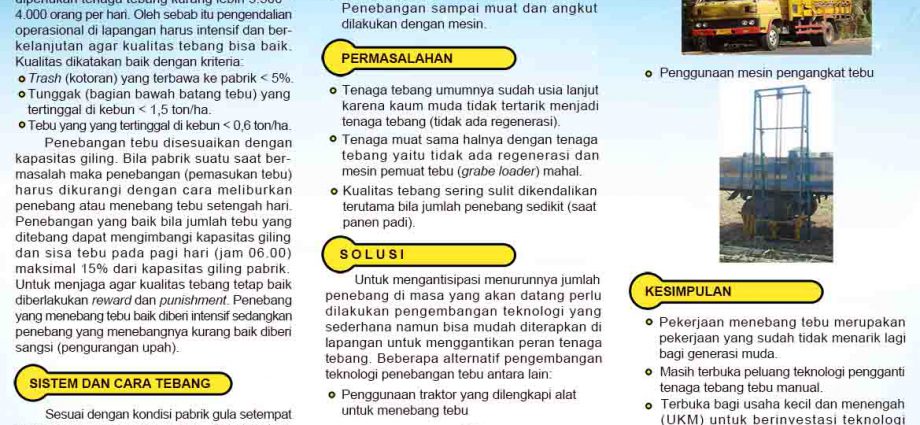 4.000 orang per hari. Oleh sebab itu pengendalian
operasional di lapangan harus intensif dan ber-
kelanjutan agar kualitas tebang bisa baik.
Kualitas dikatakan baik dengan kriteria:
Trash (kotoran) yang terbawa ke pabrik < 5%.
Tunggak (bagian bawah batang tebu) yang
tertinggal di kebun < 1,5 ton/ha.
Tebu yang yang tertinggal di kebun < 0,6 ton/ha.
Penebangan tebu disesuaikan dengan
kapasitas giling. Bila pabrik suatu saat ber-
masalah maka penebangan (pemasukan tebu)
harus dikurangi dengan cara meliburkan
penebang atau menebang tebu setengah hari.
Penebangan yang baik bila jumlah tebu yang
ditebang dapat mengimbangi kapasitas giling
dan sisa tebu pada pagi hari (jam 06.00)
maksimal 15% dari kapasitas giling pabrik.
Untuk menjaga agar kualitas tebang tetap baik
diberlakukan reward dan punishment. Penebang
yang menebang tebu baik diberi intensif sedangkan
penebang yang menebangnya kurang baik diberi
sangsi (pengurangan upah).
SISTEM DAN CARA TEBANG
Sesuai dengan kondisi pabrik gula setempat
Penebangan sampai muat dan angkut
dilakukan dengan mesin.
PERMASALAHAN
Tenaga tebang umumnya sudah usia lanjut
karena kaum muda tidak tertarik menjadi
tenaga tebang (tidak ada regenerasi).
Tenaga muat sama halnya dengan tenaga
tebang yaitu tidak ada regenerasi dan
mesin pemuat tebu (grabe loader) mahal.
Kualitas tebang sering sulit dikendalikan
terutama bila jumlah penebang sedikit (saat
panen padi).
SOLUSI
Untuk mengantisipasi menurunnya jumlah
penebang di masa yang akan datang perlu
dilakukan pengembangan teknologi yang
sederhana namun bisa mudah diterapkan di
lapangan untuk menggantikan peran tenaga
tebang. Beberapa alternatif pengembangan
teknologi penebangan tebu antara lain:
Penggunaan traktor yang dilengkapi alat
untuk menebang tebu
Penggunaan mesin pengangkat tebu
KESIMPULAN
Pekerjaan menebang tebu merupakan
pekerjaan yang sudah tidak menarik lagi
bagi generasi muda.
Masih terbuka peluang teknologi pengganti
tenaga tebang tebu manual.
Terbuka bagi usaha kecil dan menengah
(UKM) untuk berinvestasi teknologi